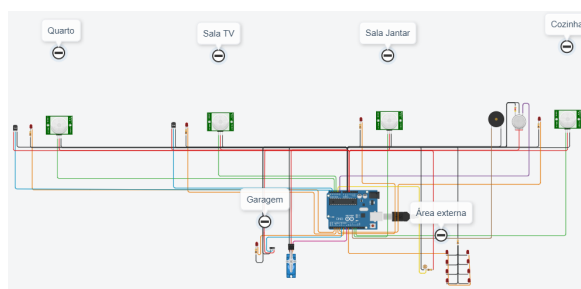 Quarto
Sala TV
Sala Jantar
Cozinha
Garagem
Área externa